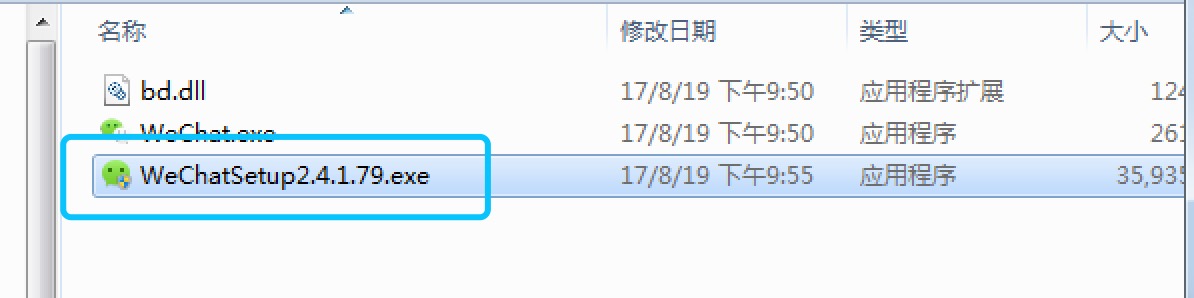 名称 修改日期 类型 大小
bd.dll 17/8/19 下午9:50 应用程序扩展 124
WeChat.exe 17/8/19 下午9:50 应用程序 261
WeChatSetup2.4.1.79.exe 17/8/19 下午9:55 应用程序 35,935